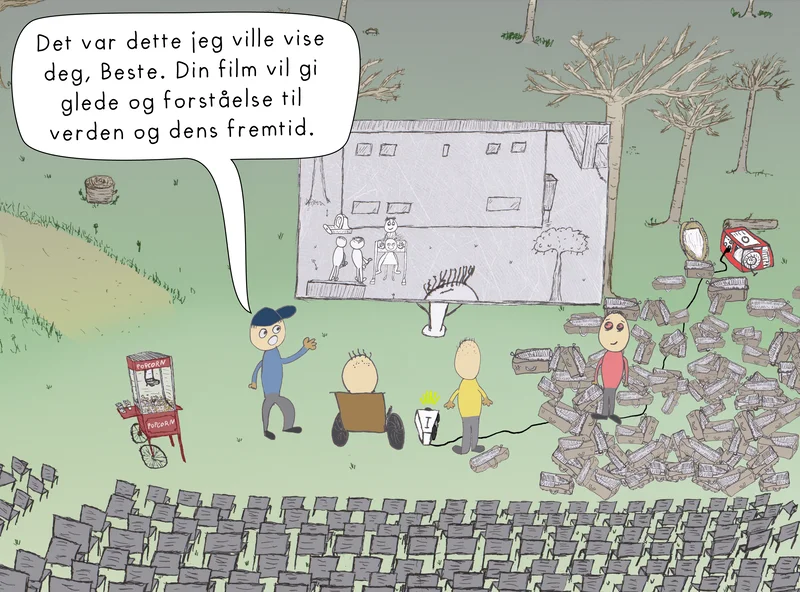 Det var dette jeg ville vise
deg, Beste. Din film vil gi
glede og forståelse til
verden og dens fremtid.
POPCORN
POPCORN
I